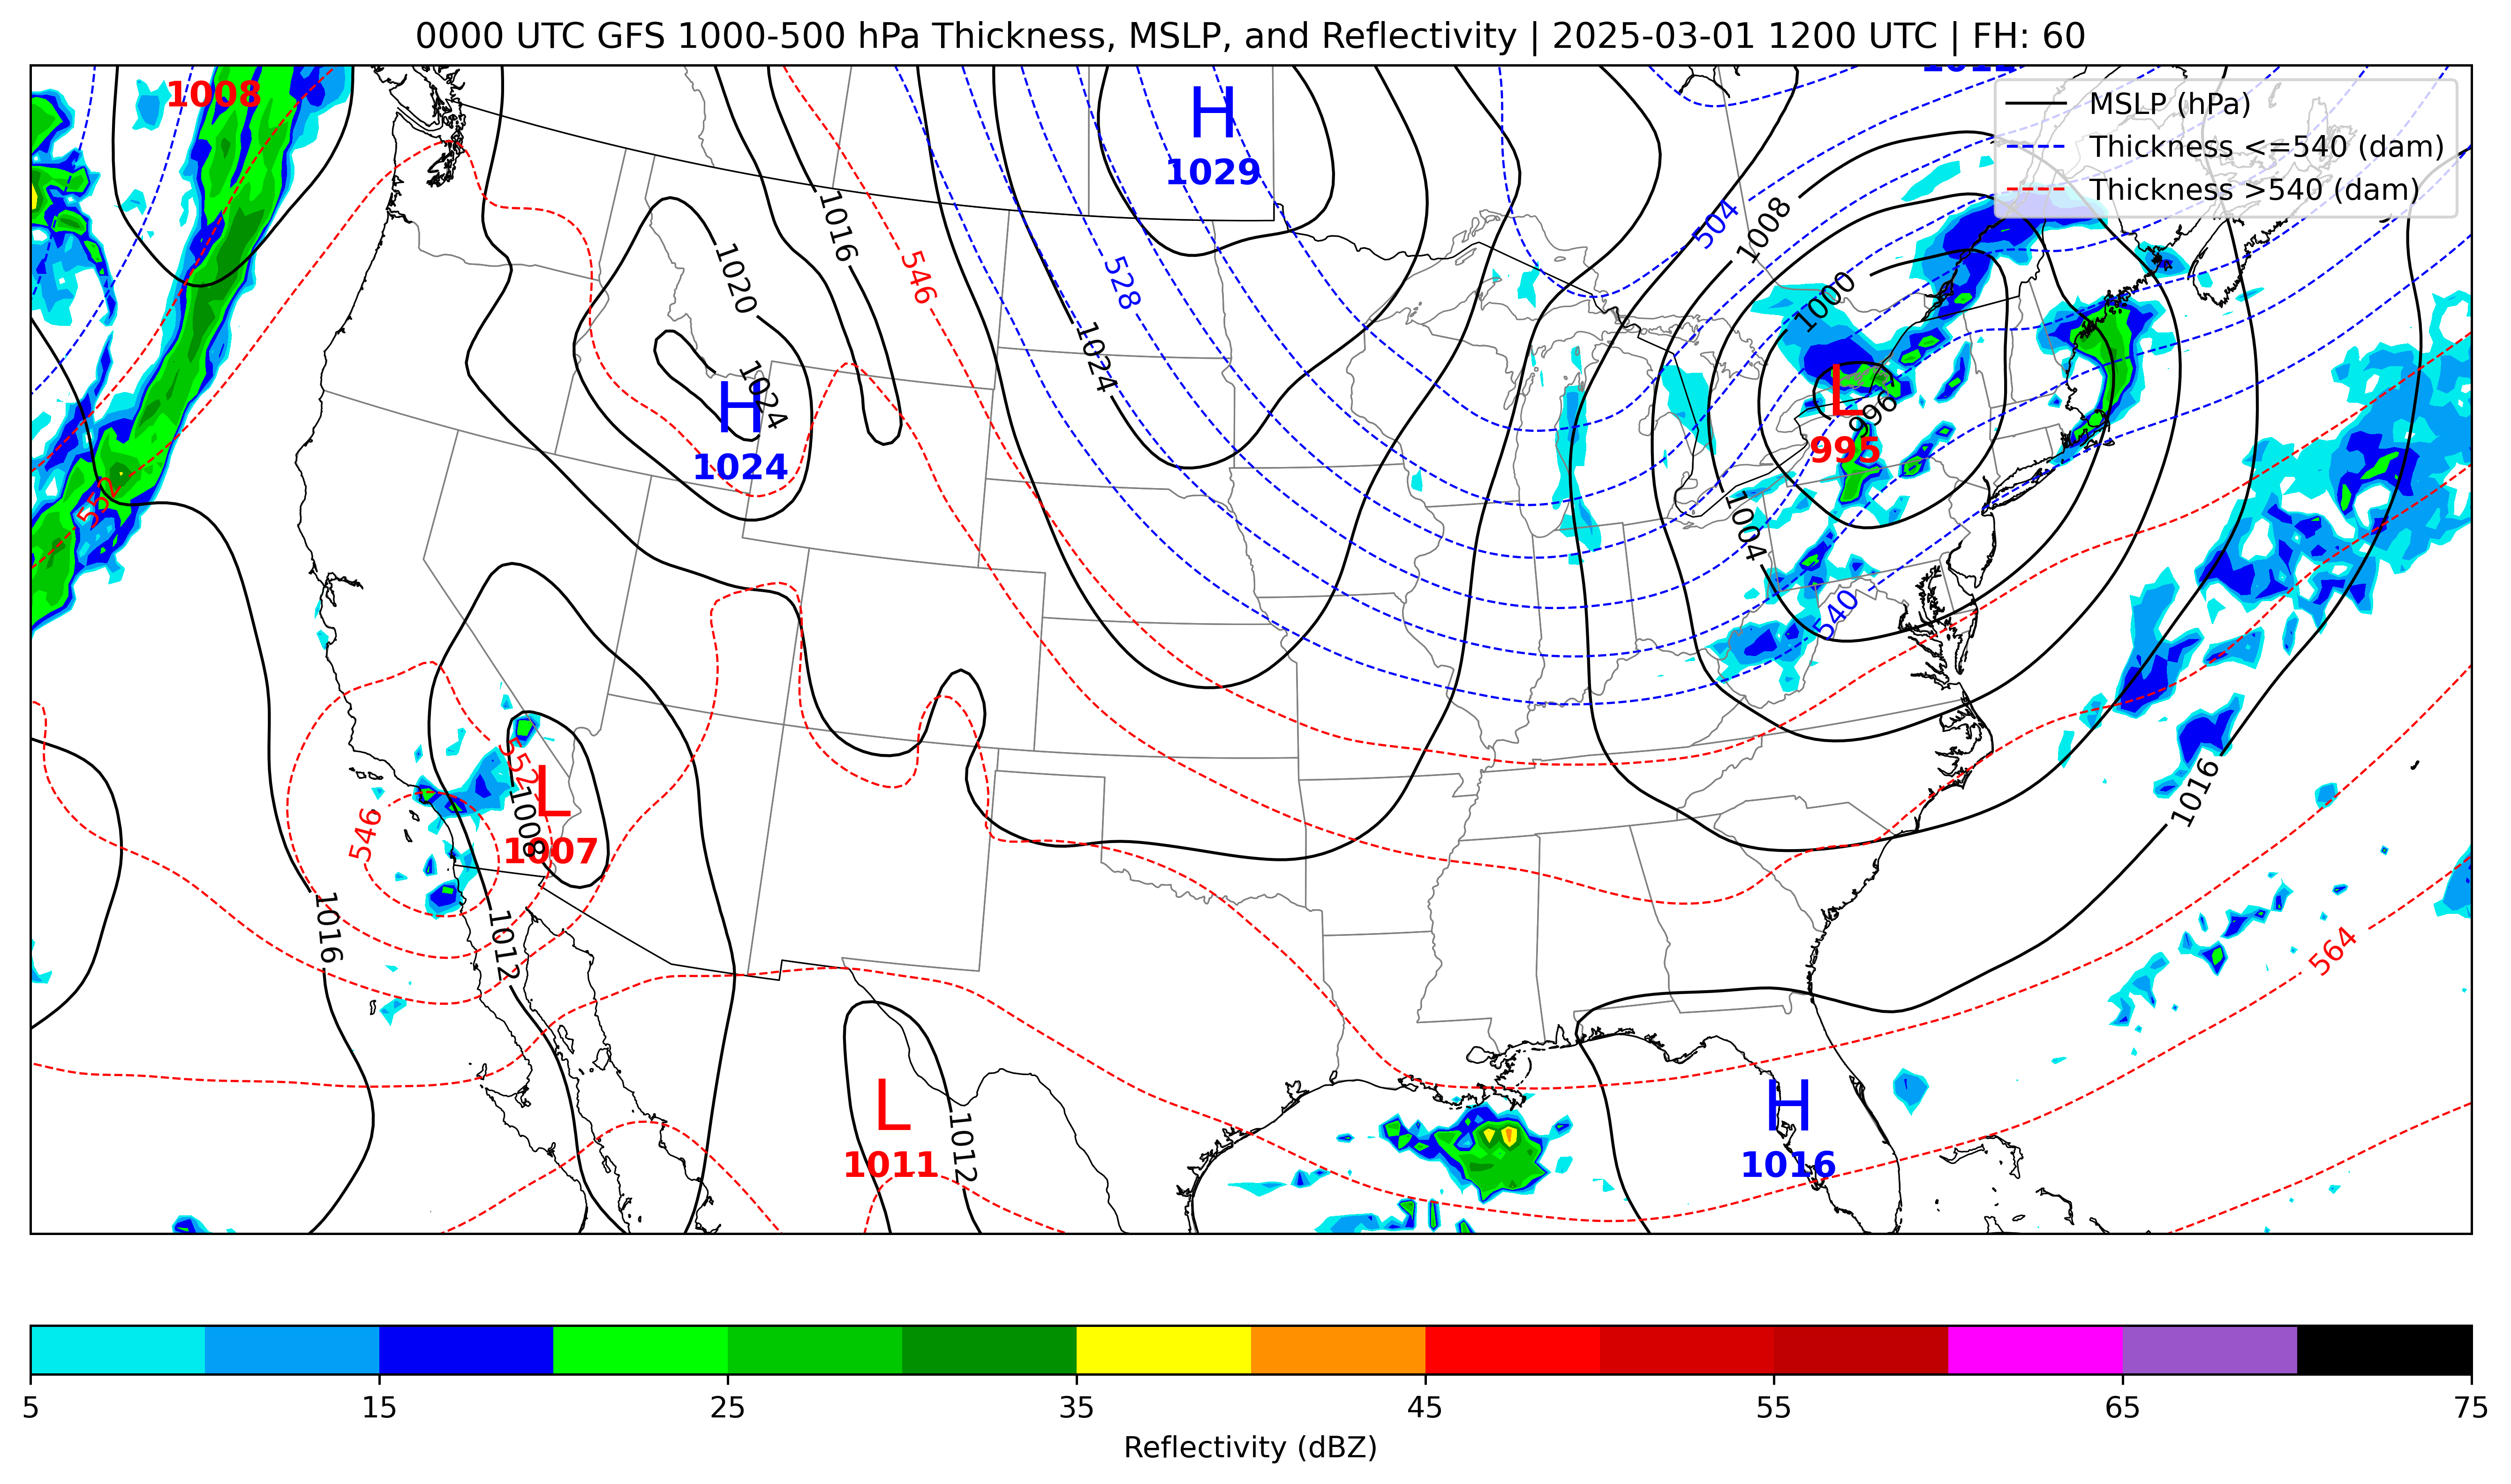 0000 UTC GFS 1000-500 hPa Thickness, MSLP, and Reflectivity | 2025-03-01 1200 UTC | FH: 60
1008
H
1029
MSLP (hPa)
Thickness <=540 (dam)
Thickness >540 (dam)
1016
1020
546
528
504
1008
1000
1024
1024
H
1024
L
996
995
552
1004
540
552
L
1008
1007
546
1016
1016
1012
564
L
1011
1012
H
1016
5 15 25 35 45 55 65 75
Reflectivity (dBZ)